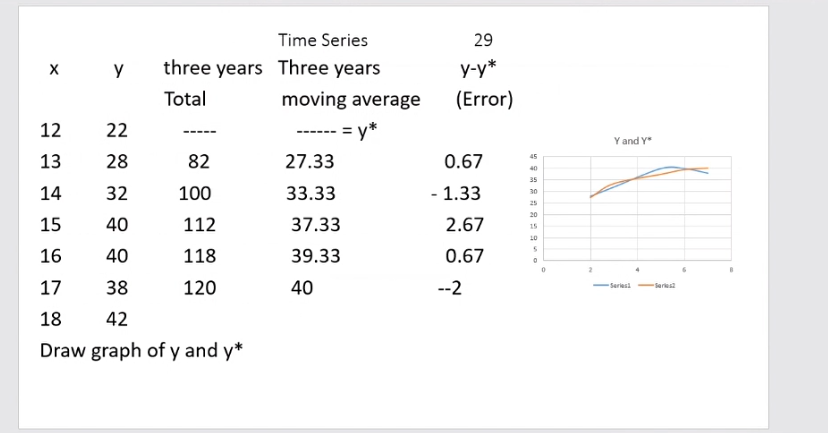 Time Series 29
x y three years Three years y-y*
Total moving average (Error)
12 22 ----- ------ = y*
13 28 82 27.33 0.67
14 32 100 33.33 - 1.33
15 40 112 37.33 2.67
16 40 118 39.33 0.67
17 38 120 40 --2
18 42
Draw graph of y and y*
Y and Y*
45
40
35
30
25
20
15
10
5
0
0 2 4 6 8
Series1 Series2